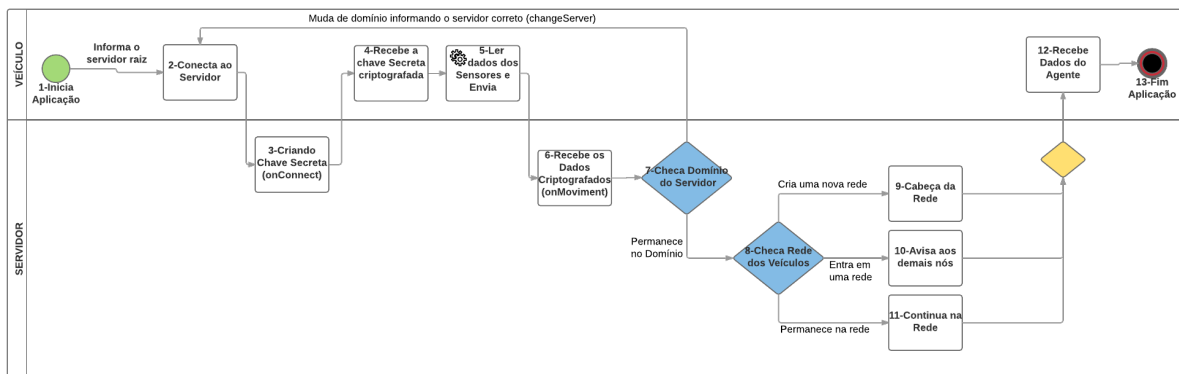 VEÍCULO
Muda de domínio informando o servidor correto (changeServer)
Informa o
servidor raiz
1-Inicia
Aplicação
2-Conecta ao
Servidor
4-Recebe a
chave Secreta
criptografada
5-Ler
dados dos
Sensores e
Envia
12-Recebe
Dados do
Agente
13-Fim
Aplicação
SERVIDOR
3-Criando
Chave Secreta
(onConnect)
6-Recebe os
Dados
Criptografados
(onMoviment)
7-Checa Domínio
do Servidor
Permanece
no Domínio
8-Checa Rede
dos Veículos
Cria uma nova rede
9-Cabeça da
Rede
Entra em
uma rede
10-Avisa aos
demais nós
Permanece na rede
11-Continua na
Rede